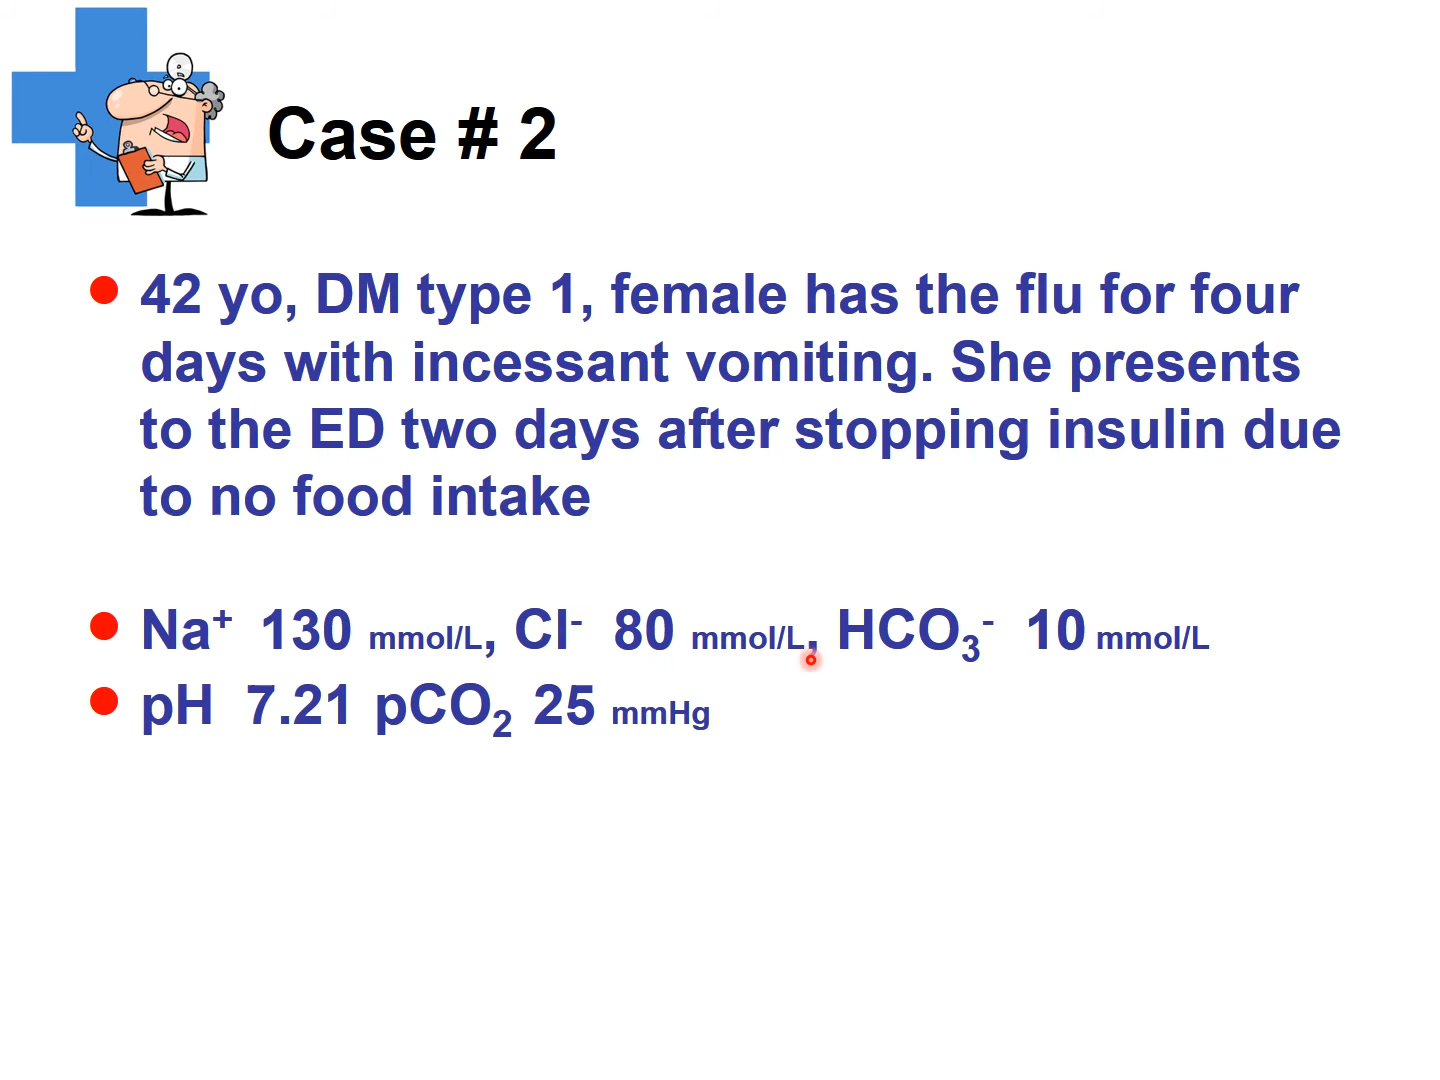 Case # 2
42 yo, DM type 1, female has the flu for four
days with incessant vomiting. She presents
to the ED two days after stopping insulin due
to no food intake
Na⁺ 130 mmol/L, Cl⁻ 80 mmol/L, HCO₃⁻ 10 mmol/L
pH 7.21 pCO₂ 25 mmHg